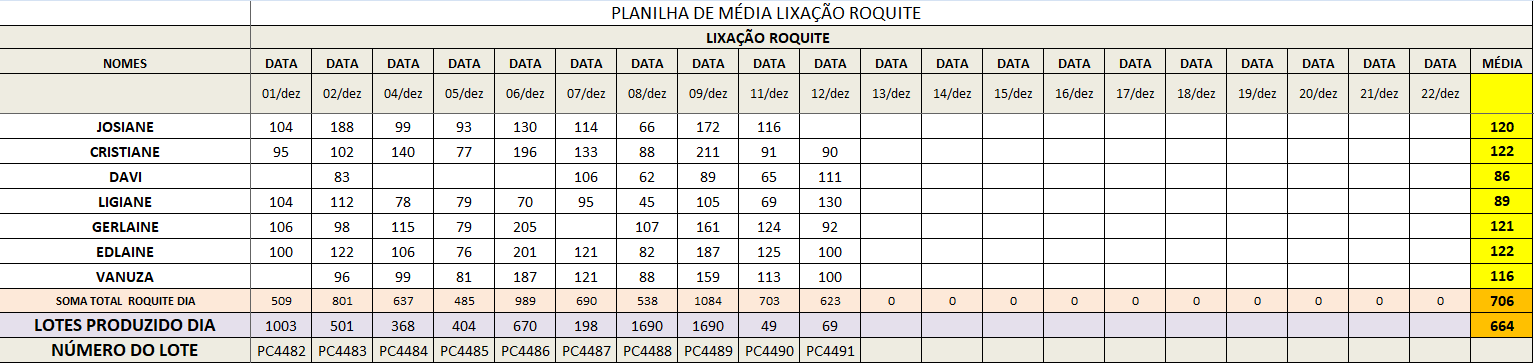 PLANILHA DE MÉDIA LIXAÇÃO ROQUITE
LIXAÇÃO ROQUITE
NOMES DATA DATA DATA DATA DATA DATA DATA DATA DATA DATA DATA DATA DATA DATA DATA DATA DATA DATA DATA DATA MÉDIA
01/dez 02/dez 04/dez 05/dez 06/dez 07/dez 08/dez 09/dez 11/dez 12/dez 13/dez 14/dez 15/dez 16/dez 17/dez 18/dez 19/dez 20/dez 21/dez 22/dez
JOSIANE 104 188 99 93 130 114 66 172 116 120
CRISTIANE 95 102 140 77 196 133 88 211 91 90 122
DAVI 83 106 62 89 65 111 86
LIGIANE 104 112 78 79 70 95 45 105 69 130 89
GERLAINE 106 98 115 79 205 107 161 124 92 121
EDLAINE 100 122 106 76 201 121 82 187 125 100 122
VANUZA 96 99 81 187 121 88 159 113 100 116
SOMA TOTAL ROQUITE DIA 509 801 637 485 989 690 538 1084 703 623 0 0 0 0 0 0 0 0 0 0 706
LOTES PRODUZIDO DIA 1003 501 368 404 670 198 1690 1690 49 69 664
NÚMERO DO LOTE PC4482 PC4483 PC4484 PC4485 PC4486 PC4487 PC4488 PC4489 PC4490 PC4491